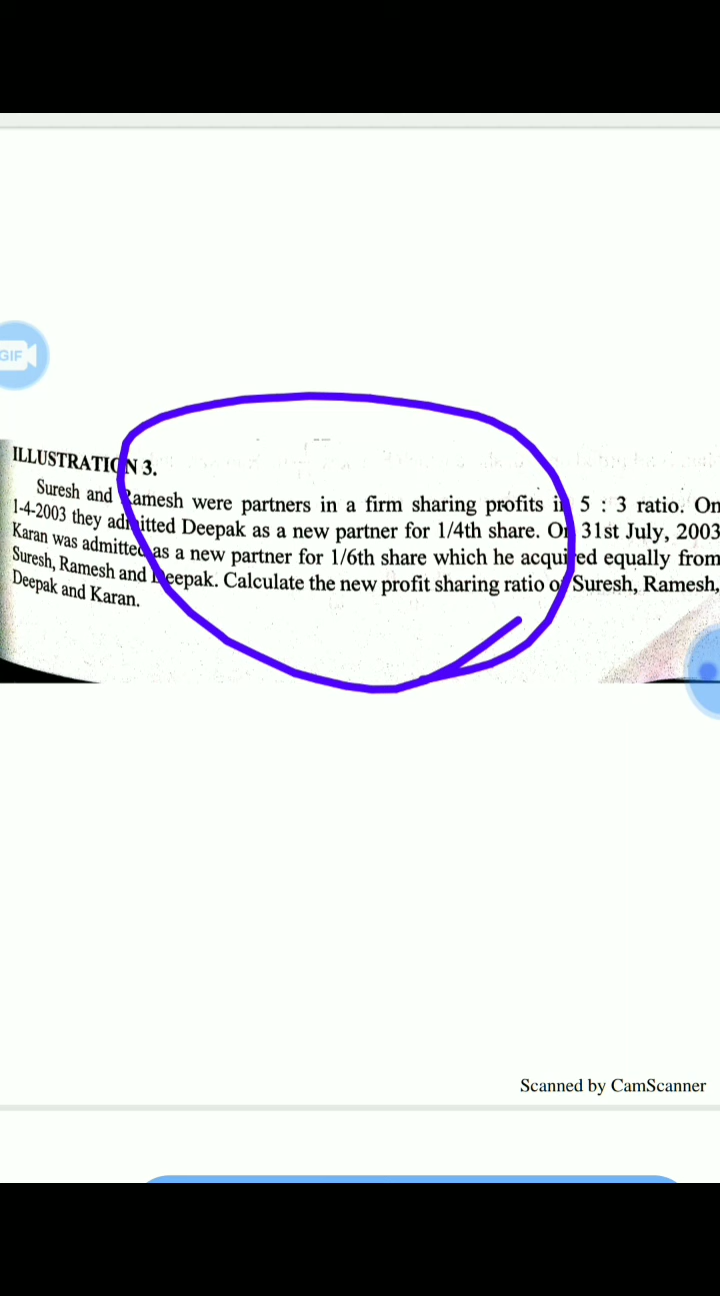 GIF
ILLUSTRATION 3.
Suresh and Ramesh were partners in a firm sharing profits in 5 : 3 ratio. On
1-4-2003 they admitted Deepak as a new partner for 1/4th share. On 31st July, 2003
Karan was admitted as a new partner for 1/6th share which he acquired equally from
Suresh, Ramesh and Deepak. Calculate the new profit sharing ratio of Suresh, Ramesh,
Deepak and Karan.
Scanned by CamScanner